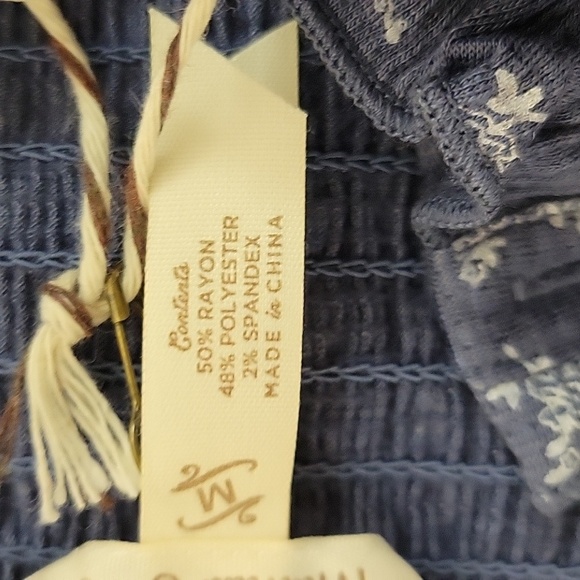 Contents
50% RAYON
48% POLYESTER
2% SPANDEX
MADE in CHINA
M